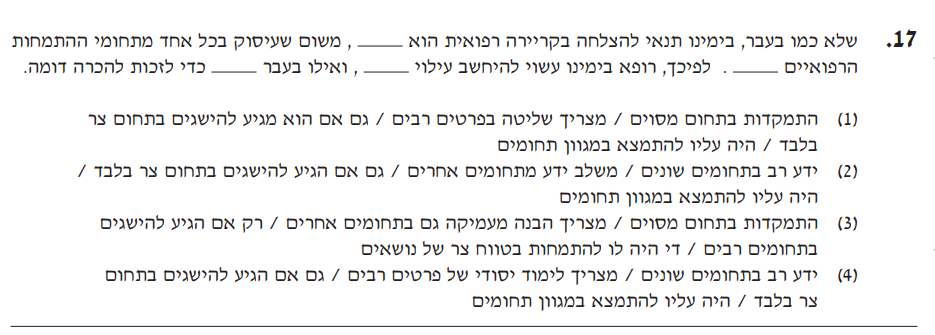 17. שלא כמו בעבר, בימינו תנאי להצלחה בקריירה רפואית הוא _____ , משום שעיסוק בכל אחד מתחומי ההתמחות
הרפואיים _____ . לפיכך, רופא בימינו עשוי להיחשב עילוי _____ , ואילו בעבר _____ כדי לזכות להכרה דומה.
(1) התמקדות בתחום מסוים / מצריך שליטה בפרטים רבים / גם אם הוא מגיע להישגים בתחום צר
בלבד / היה עליו להתמצא במגוון תחומים
(2) ידע רב בתחומים שונים / משלב ידע מתחומים אחרים / גם אם הגיע להישגים בתחום צר בלבד /
היה עליו להתמצא במגוון תחומים
(3) התמקדות בתחום מסוים / מצריך הבנה מעמיקה גם בתחומים אחרים / רק אם הגיע להישגים
בתחומים רבים / די היה לו להתמחות בטווח צר של נושאים
(4) ידע רב בתחומים שונים / מצריך לימוד יסודי של פרטים רבים / גם אם הגיע להישגים בתחום
צר בלבד / היה עליו להתמצא במגוון תחומים